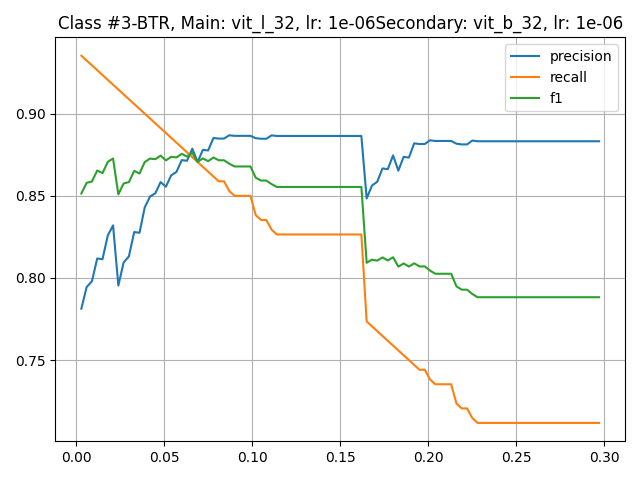 Class #3-BTR, Main: vit_l_32, lr: 1e-06Secondary: vit_b_32, lr: 1e-06
precision
recall
f1
0.90
0.85
0.80
0.75
0.00 0.05 0.10 0.15 0.20 0.25 0.30